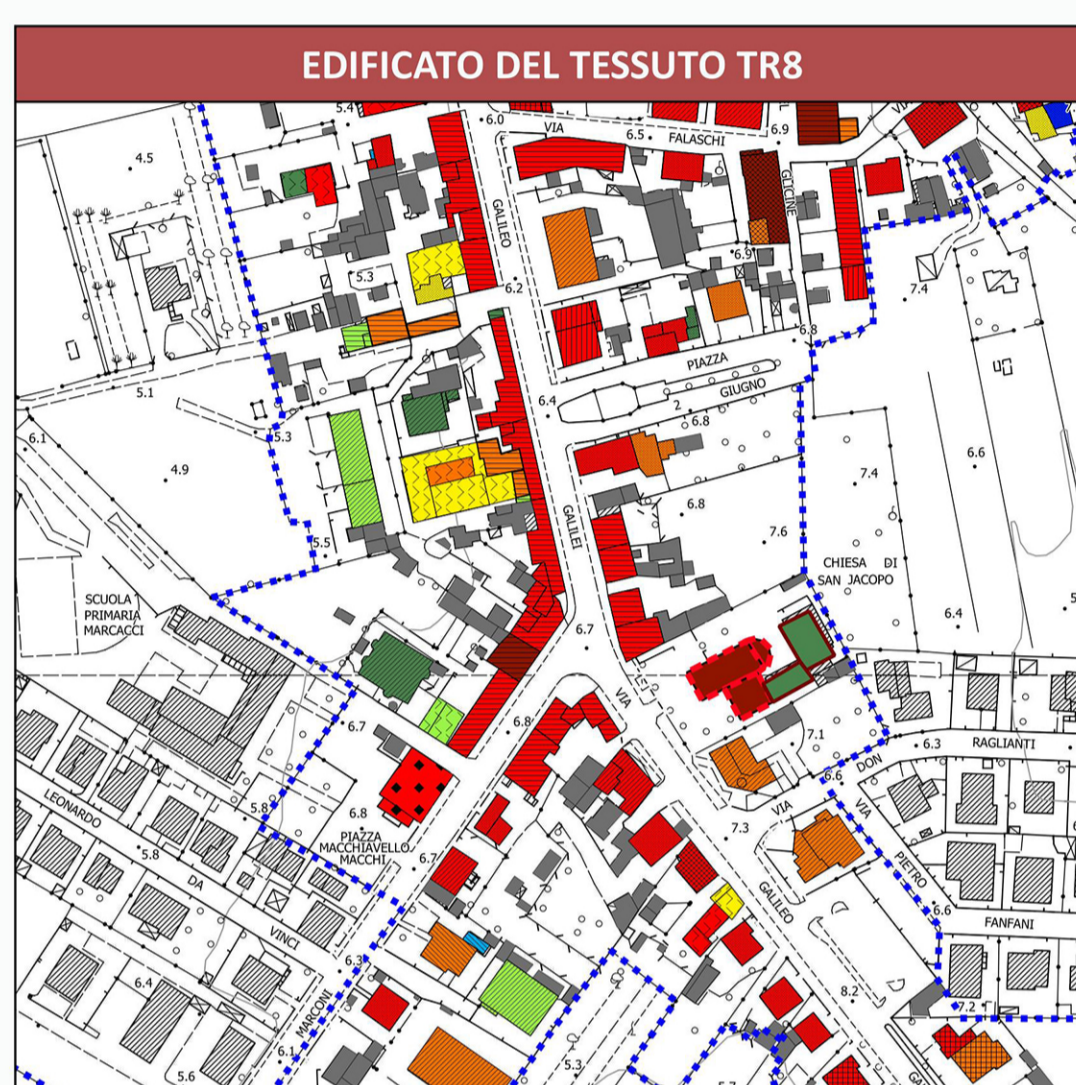 EDIFICATO DEL TESSUTO TR8
5.4
6.0
VIA
6.5
FALASCHI
6.9
4.5
GLICINE
GALILEO
5.3
6.9
6.2
7.4
6.8
5.1
PIAZZA
GIUGNO
2
6.4
6.8
6.1
5.3
4.9
6.6
7.4
6.8
GALILEI
7.6
5.5
CHIESA DI
SAN JACOPO
SCUOLA
PRIMARIA
MARCACCI
6.4
6.7
VIA
6.7
6.8
7.1
6.3
RAGLIANTI
DON
6.6
LEONARDO
5.8
6.8
VIA
VIA
PIAZZA
MACCHIAVELLO
MACCHI
6.7
7.3
5.8
PIETRO
DA
GALILEO
6.6
FANFANI
VINCI
6.3
6.4
8.2
7.2
MARCONI
6.1
5.3
5.6
5.7
GA